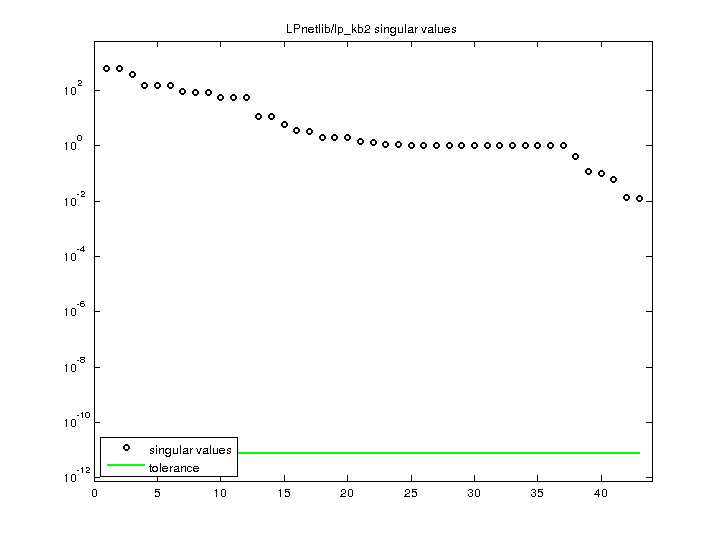 LPnetlib/lp_kb2 singular values
10^2
10^0
10^-2
10^-4
10^-6
10^-8
10^-10
10^-12
singular values
tolerance
0 5 10 15 20 25 30 35 40